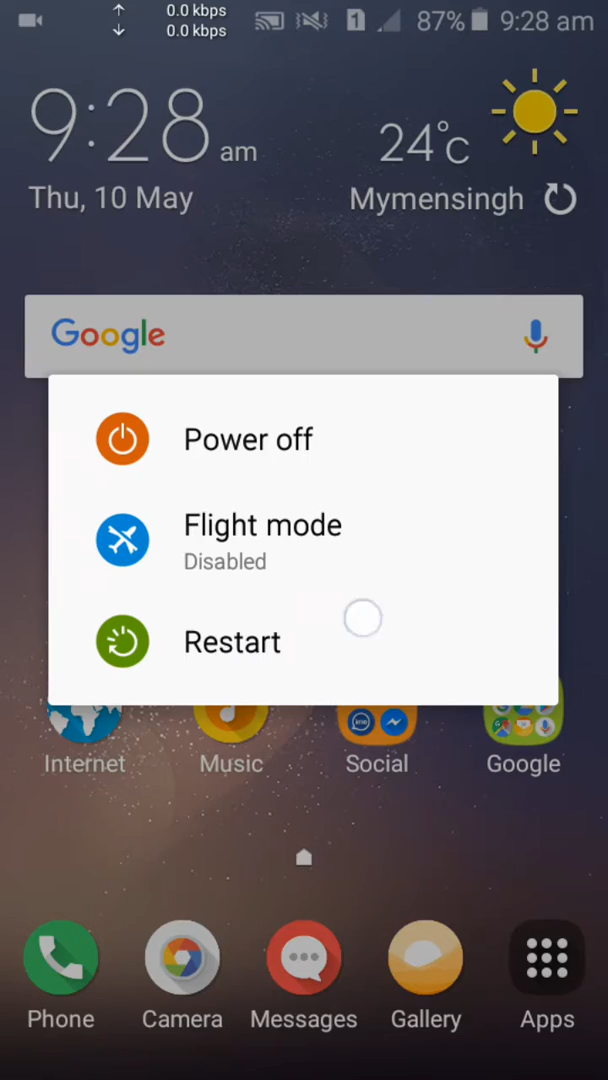 0.0 kbps
0.0 kbps
1
87%
9:28 am
9:28 am
24°c
Thu, 10 May
Mymensingh
Google
Power off
Flight mode
Disabled
Restart
Internet
Music
Social
Google
Phone
Camera
Messages
Gallery
Apps